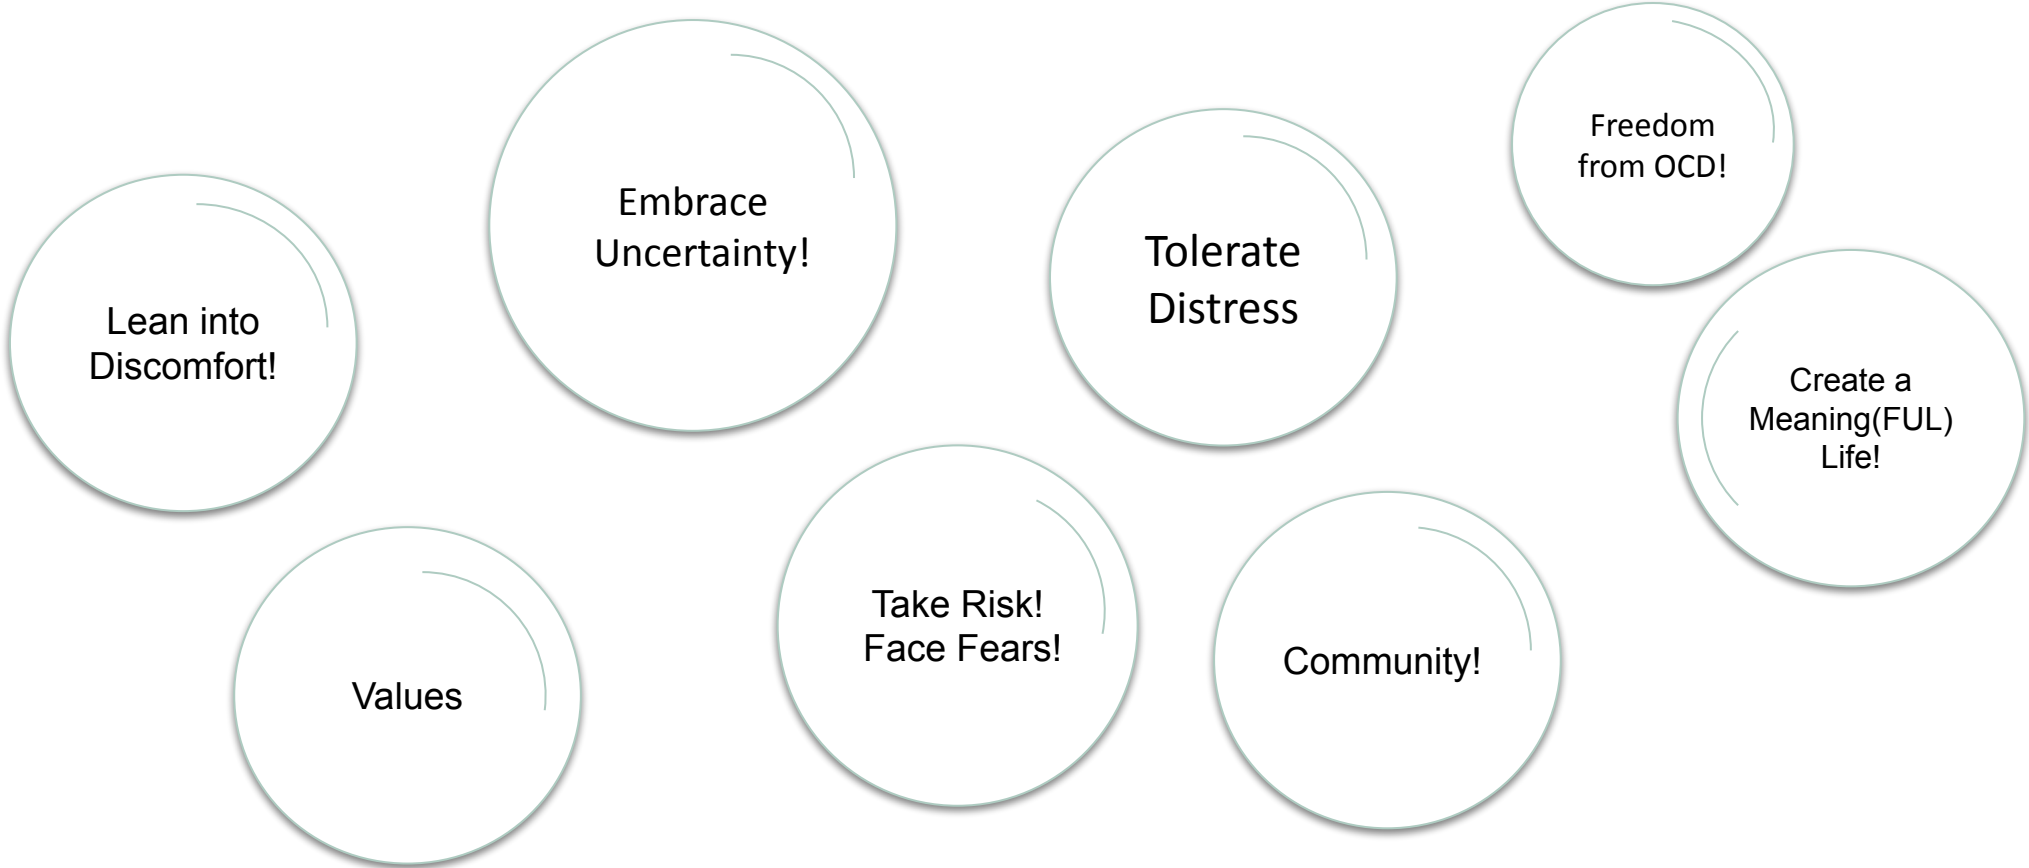 Freedom
from OCD!
Embrace
Uncertainty!
Tolerate
Distress
Lean into
Discomfort!
Create a
Meaning(FUL)
Life!
Take Risk!
Face Fears!
Community!
Values